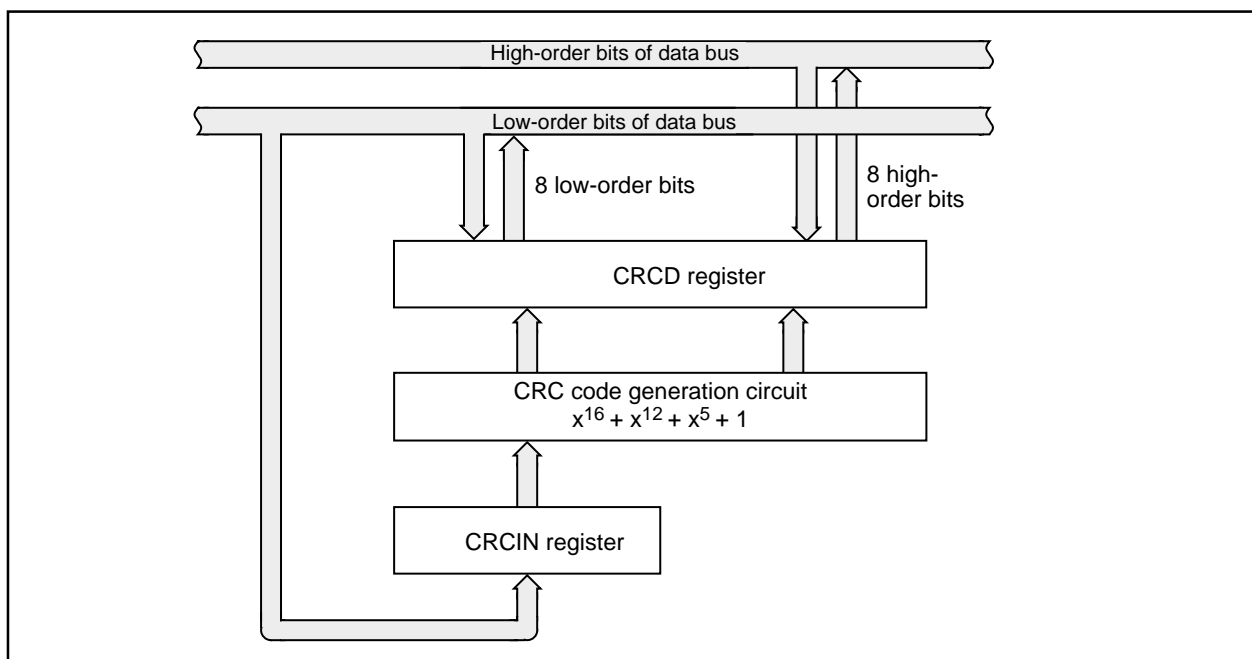 High-order bits of data bus
Low-order bits of data bus
8 low-order bits
8 high-
order bits
CRCD register
CRC code generation circuit
x¹⁶ + x¹² + x⁵ + 1
CRCIN register